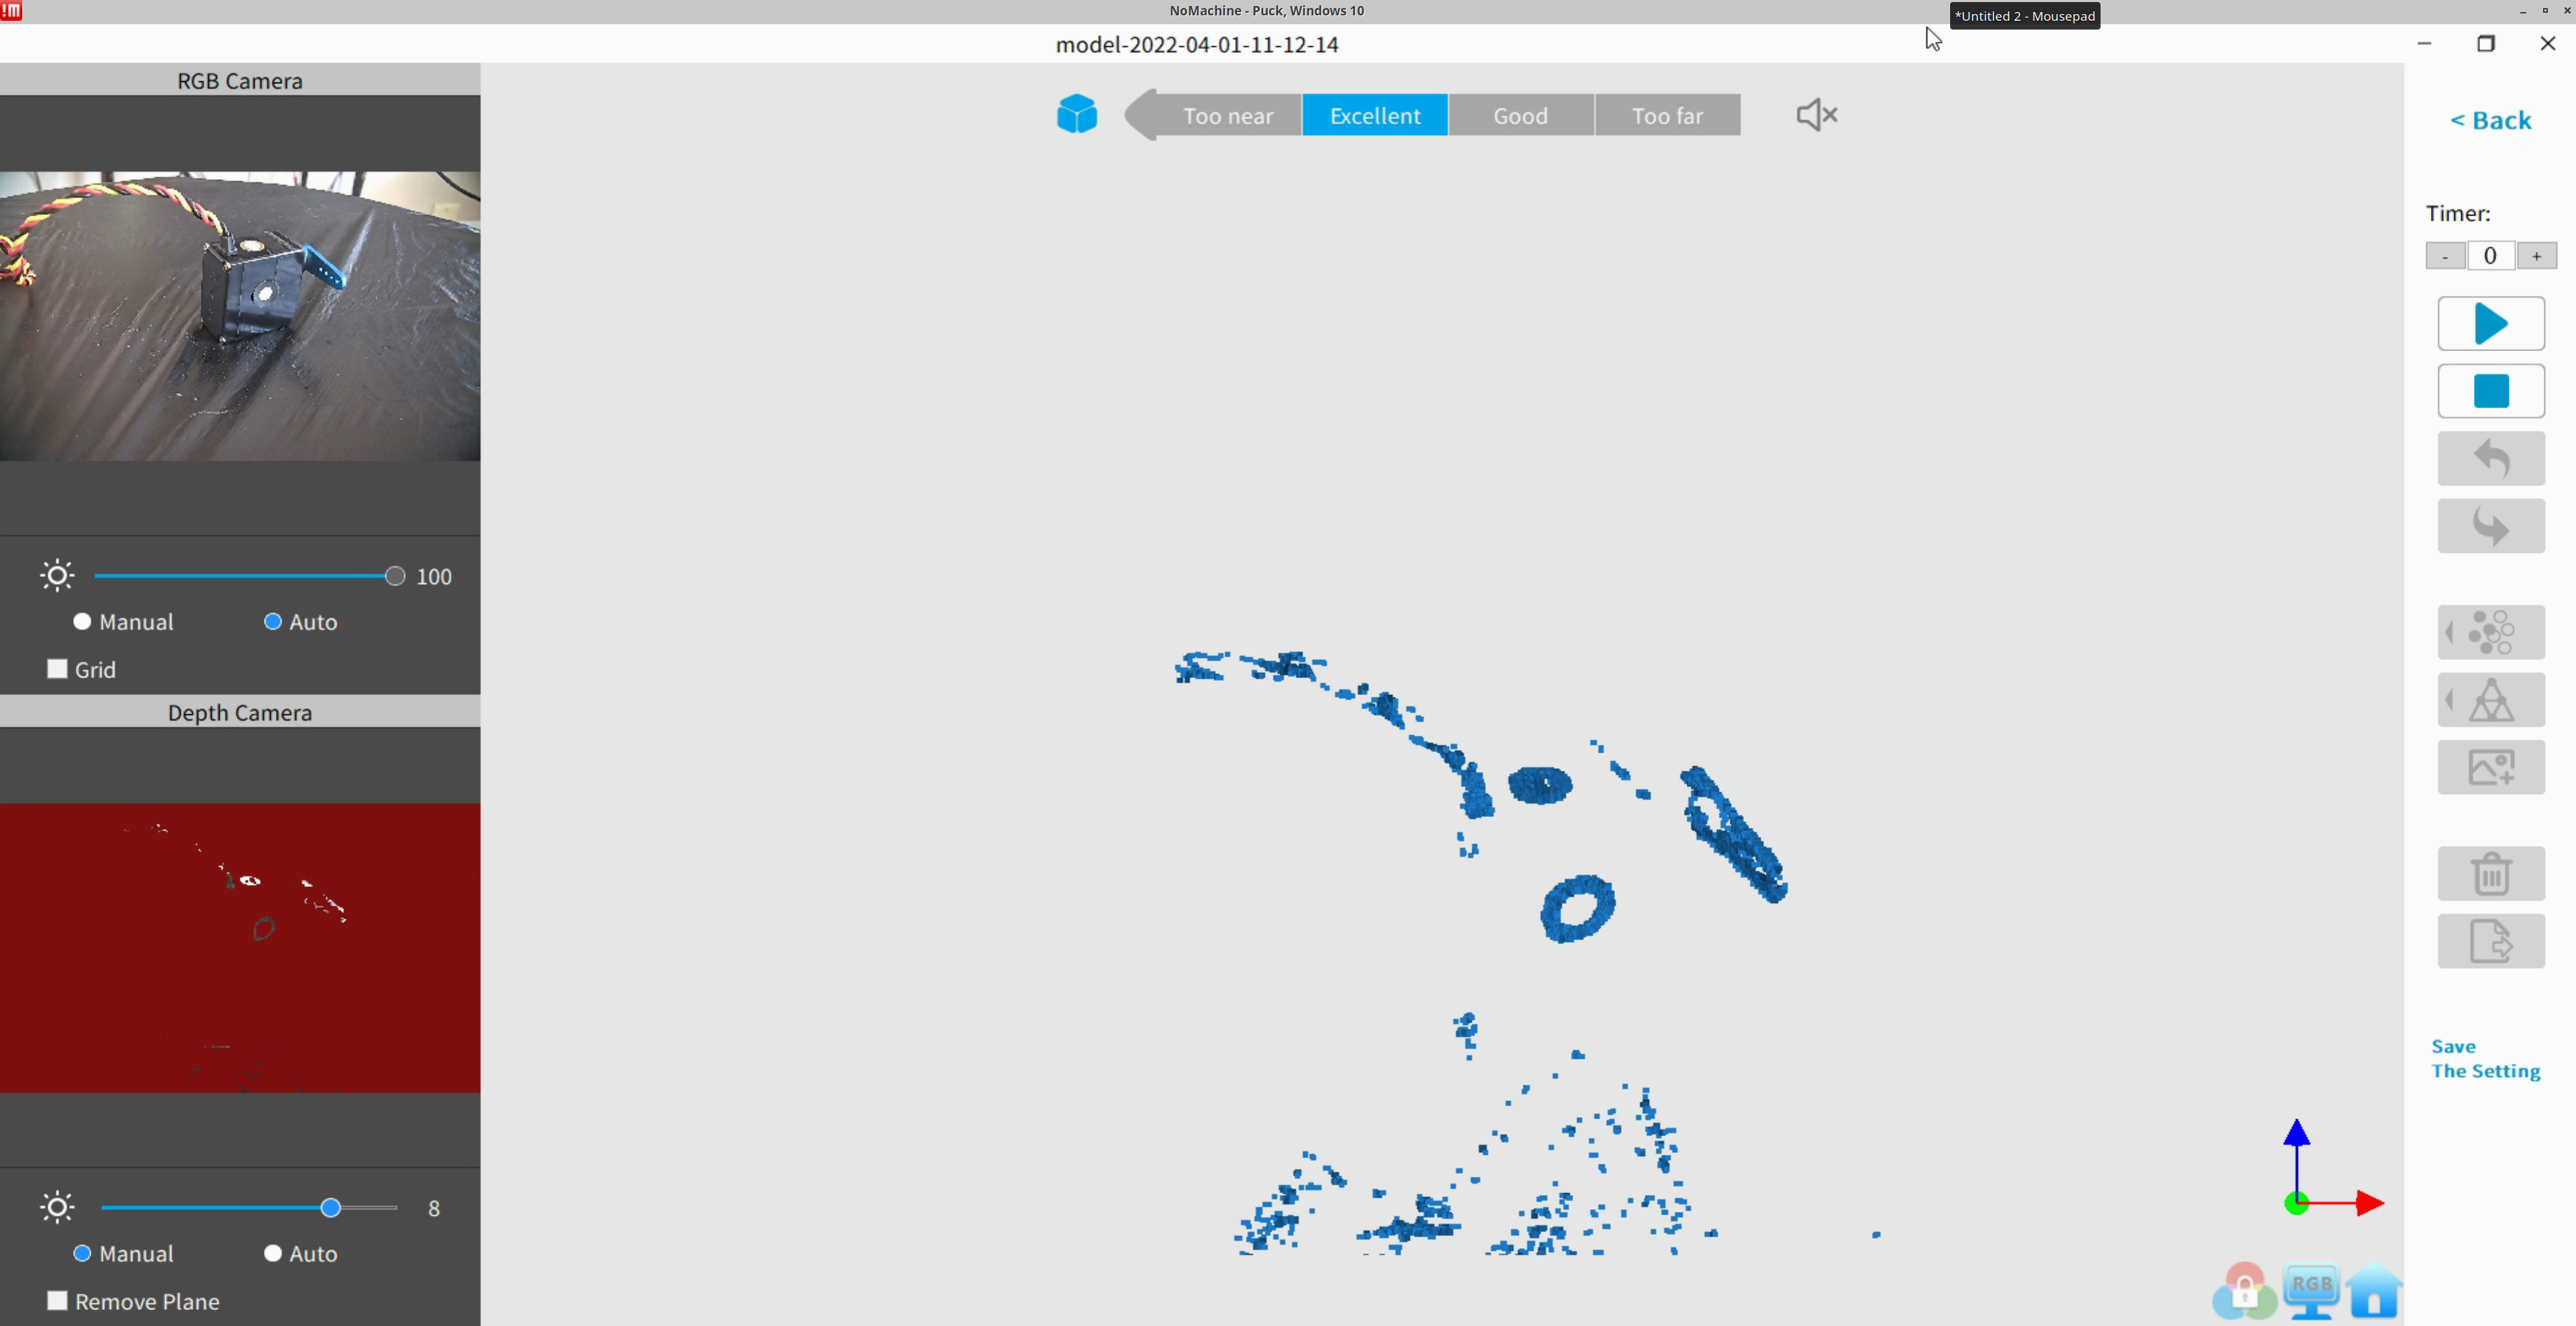 !M
NoMachine - Puck, Windows 10
*Untitled 2 - Mousepad
model-2022-04-01-11-12-14
RGB Camera
Too near
Excellent
Good
Too far
< Back
Timer:
- 0 +
100
Manual
Auto
Grid
Depth Camera
8
Manual
Auto
Remove Plane
Save
The Setting
RGB